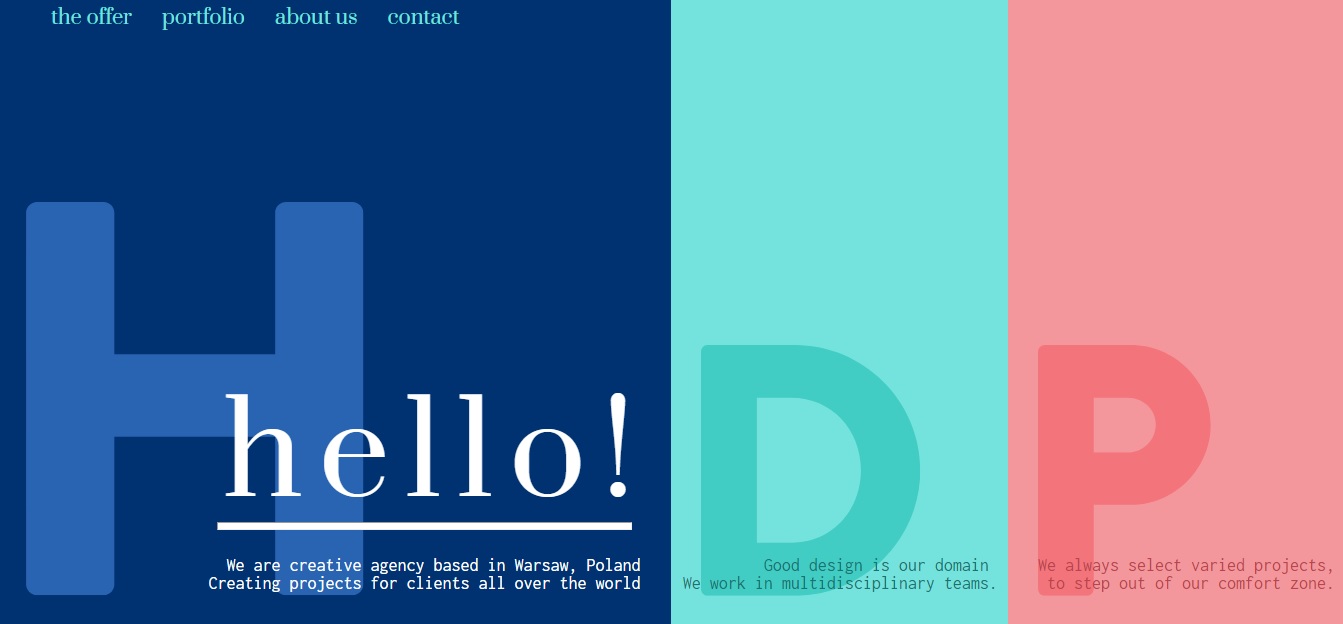 the offer portfolio about us contact
H
hello!
We are creative agency based in Warsaw, Poland
Creating projects for clients all over the world
D
Good design is our domain
We work in multidisciplinary teams.
P
We always select varied projects,
to step out of our comfort zone.